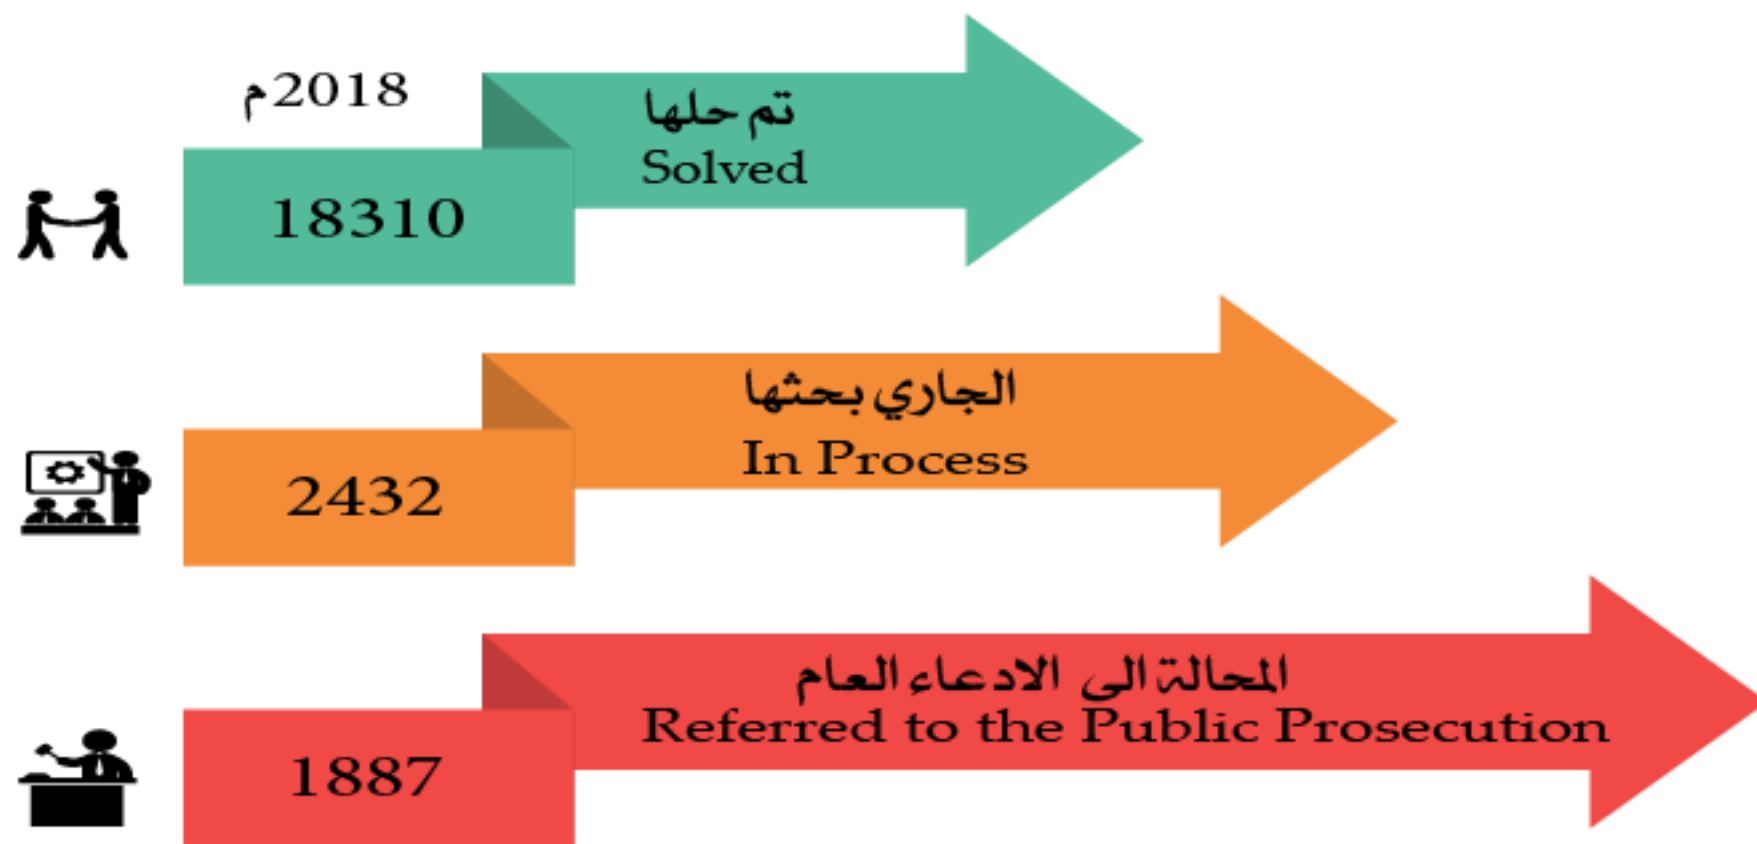 2018م
تم حلها
Solved
18310
الجاري بحثها
In Process
2432
المحالة الى الادعاء العام
Referred to the Public Prosecution
1887